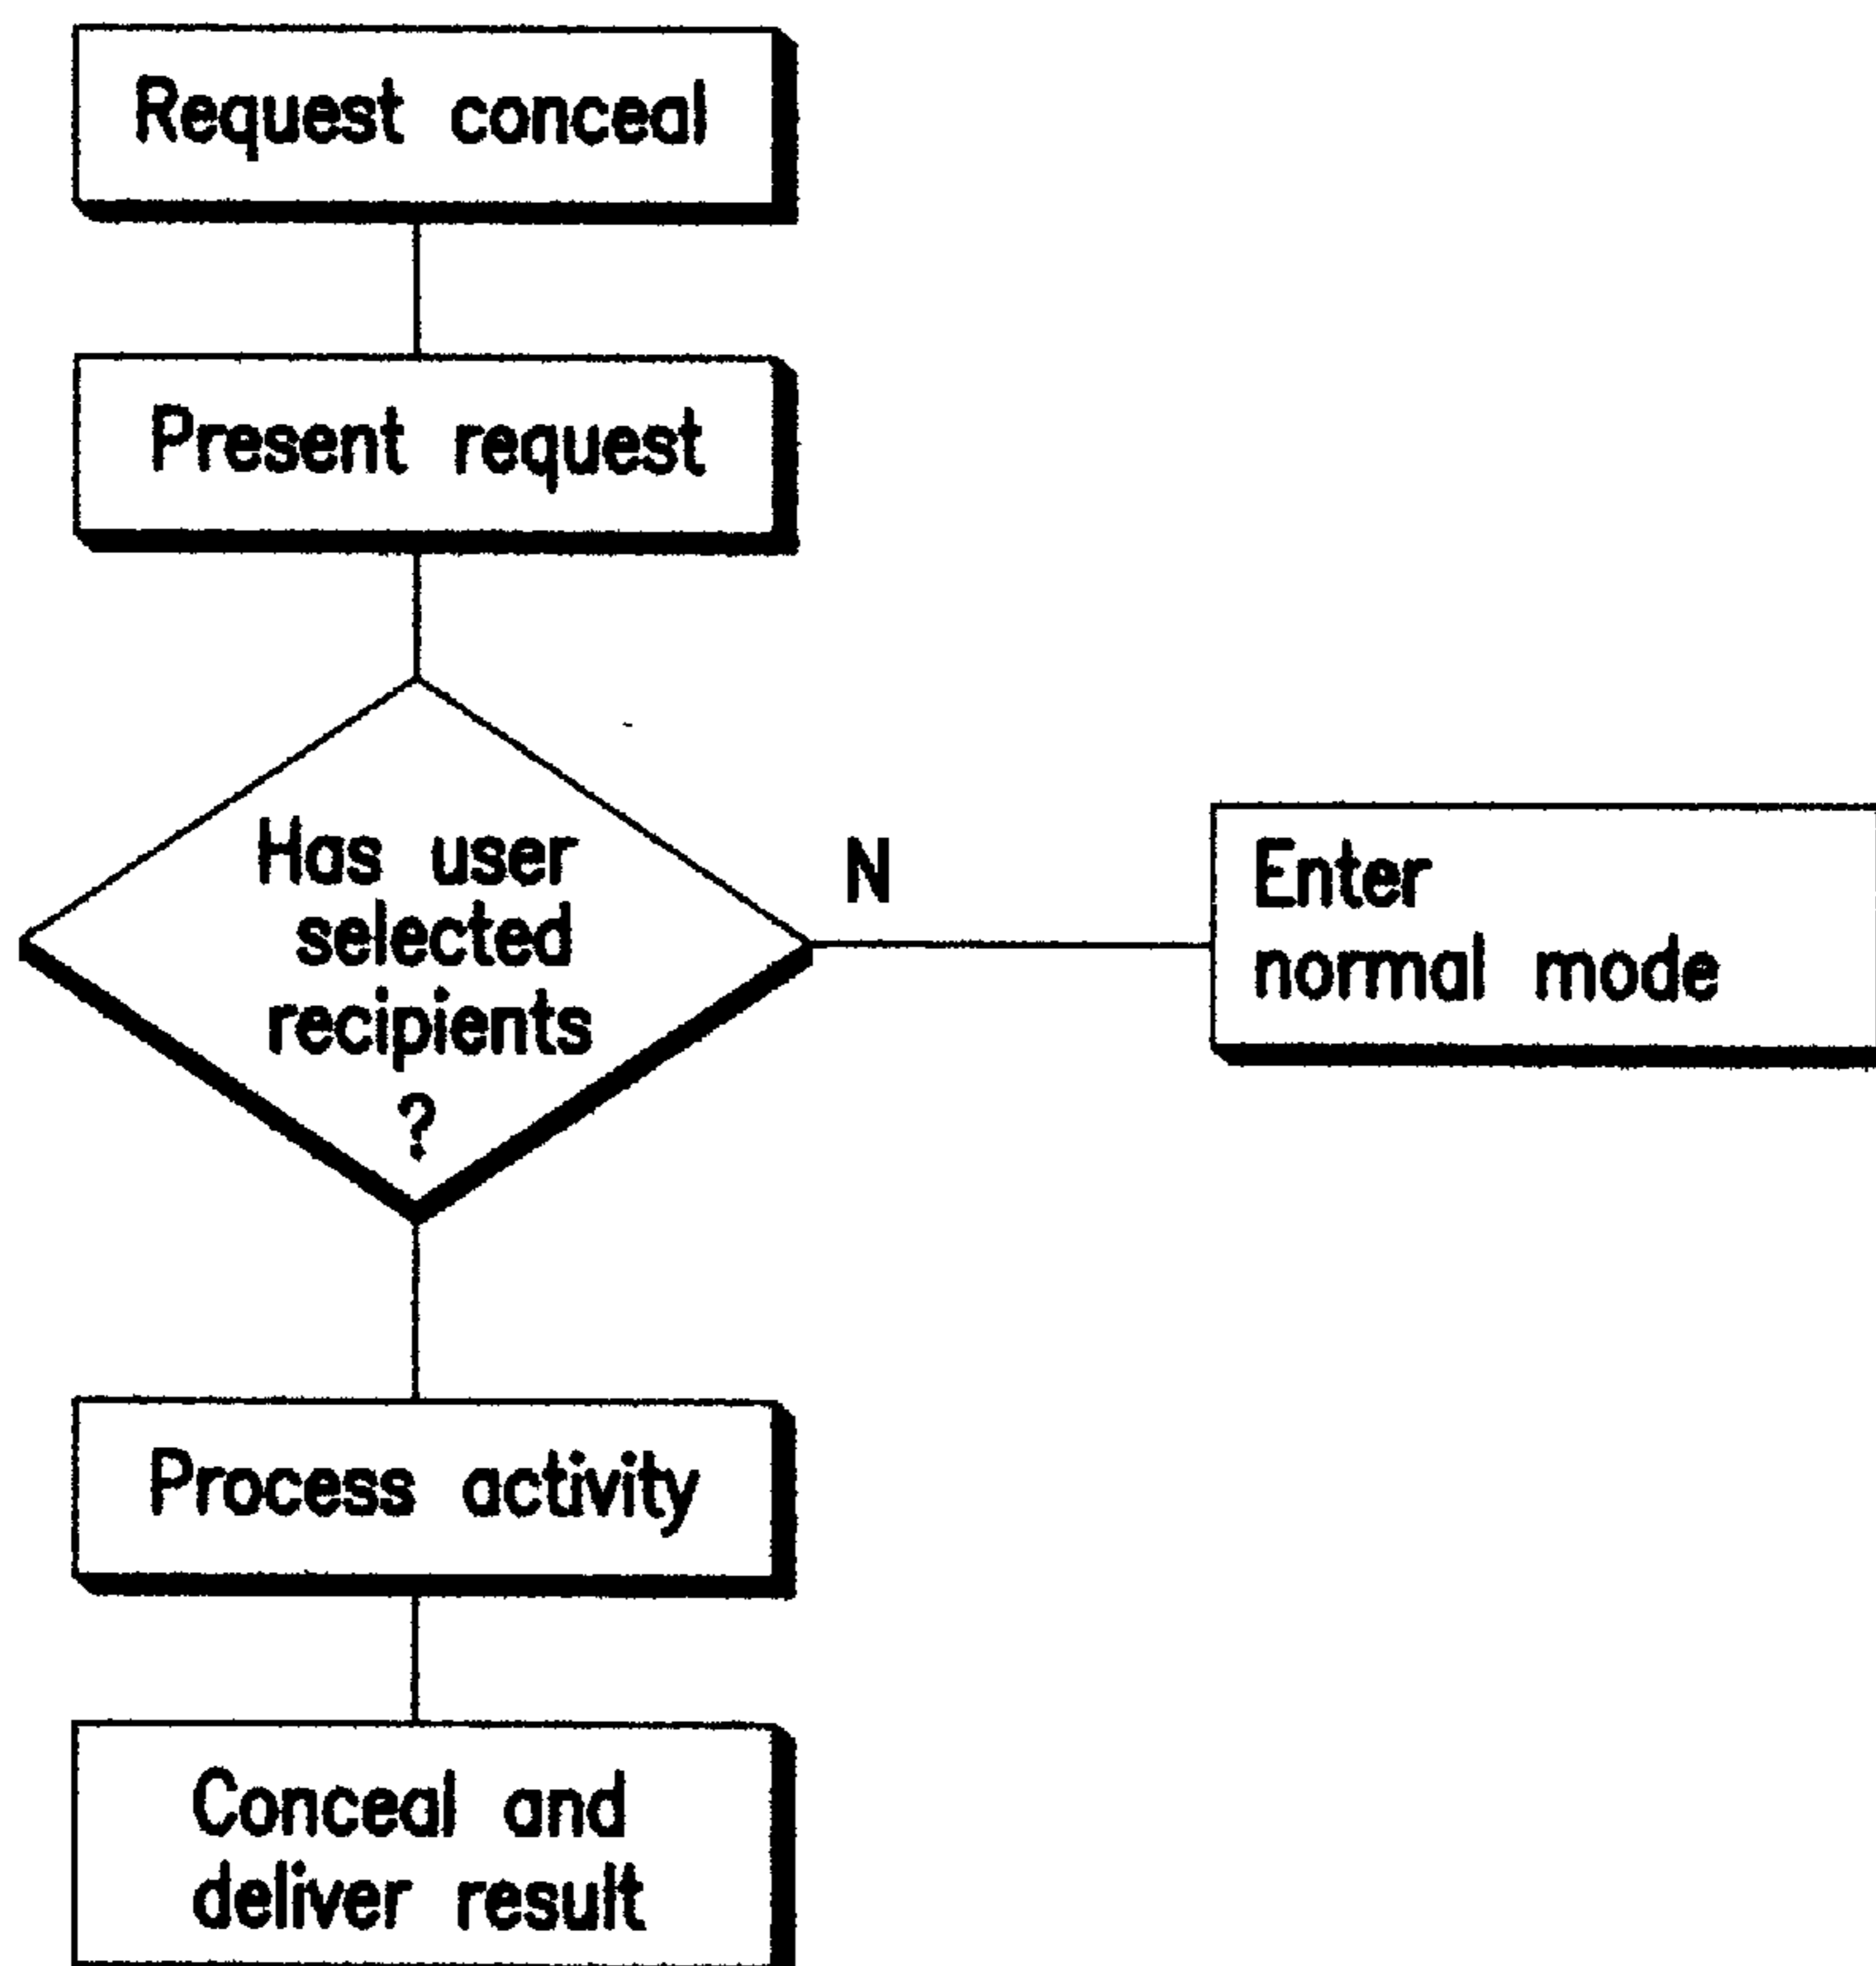 Request conceal
Present request
Has user
selected
recipients
?
N
Enter
normal mode
Process activity
Conceal and
deliver result